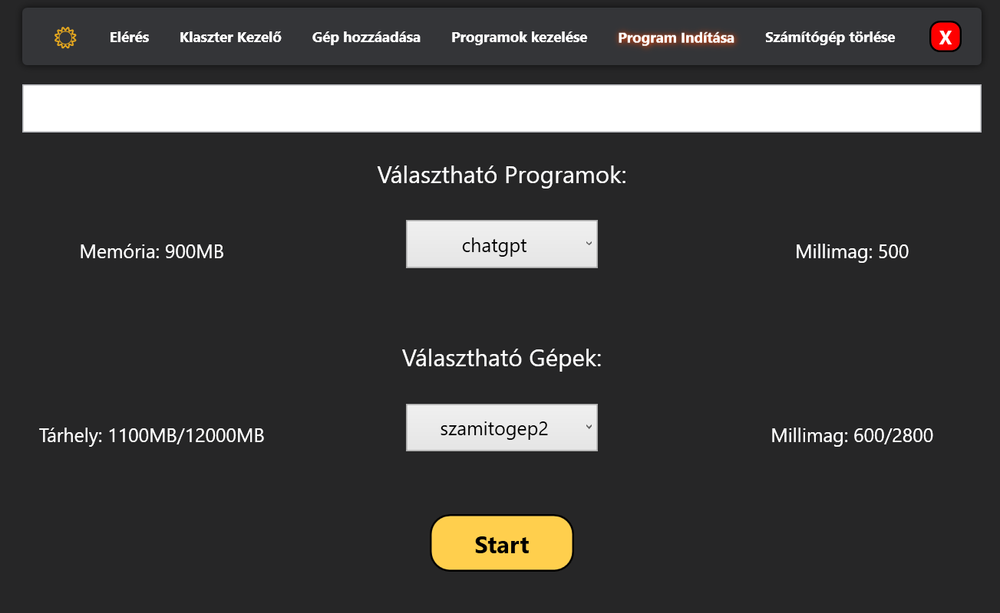 Elérés Klaszter Kezelő Gép hozzáadása Programok kezelése Program Indítása Számítógép törlése X
Választható Programok:
Memória: 900MB chatgpt Millimag: 500
Választható Gépek:
Tárhely: 1100MB/12000MB szamitogep2 Millimag: 600/2800
Start